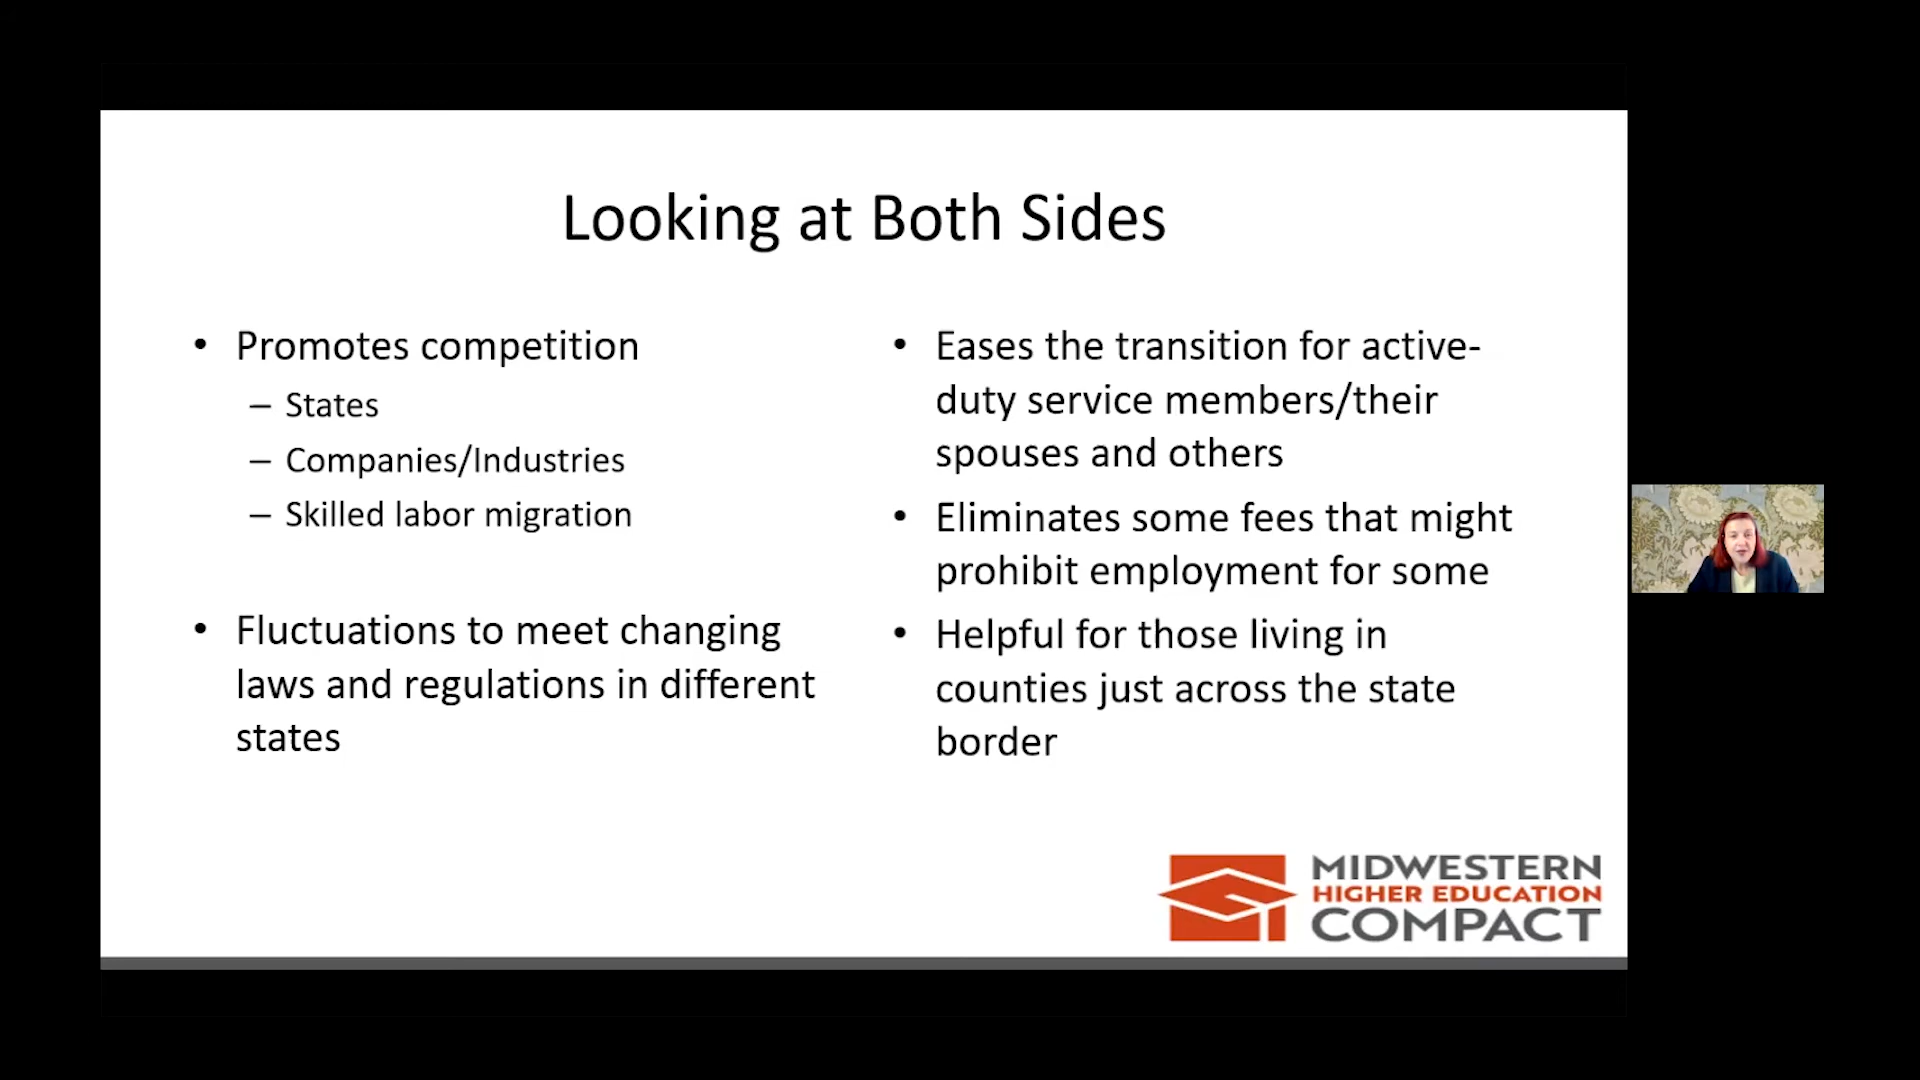 Looking at Both Sides
• Promotes competition
– States
– Companies/Industries
– Skilled labor migration
• Fluctuations to meet changing
laws and regulations in different
states
• Eases the transition for active-
duty service members/their
spouses and others
• Eliminates some fees that might
prohibit employment for some
• Helpful for those living in
counties just across the state
border
MIDWESTERN
HIGHER EDUCATION
COMPACT